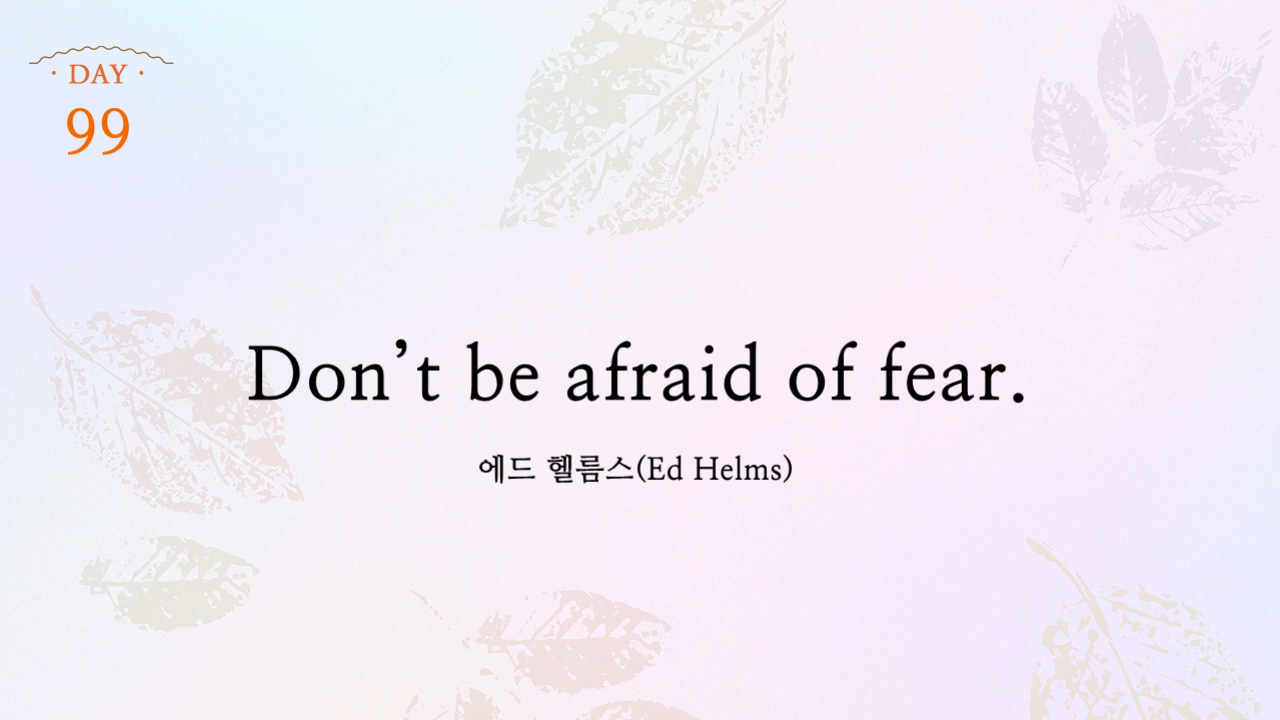 · DAY ·
99
Don’t be afraid of fear.
에드 헬름스(Ed Helms)